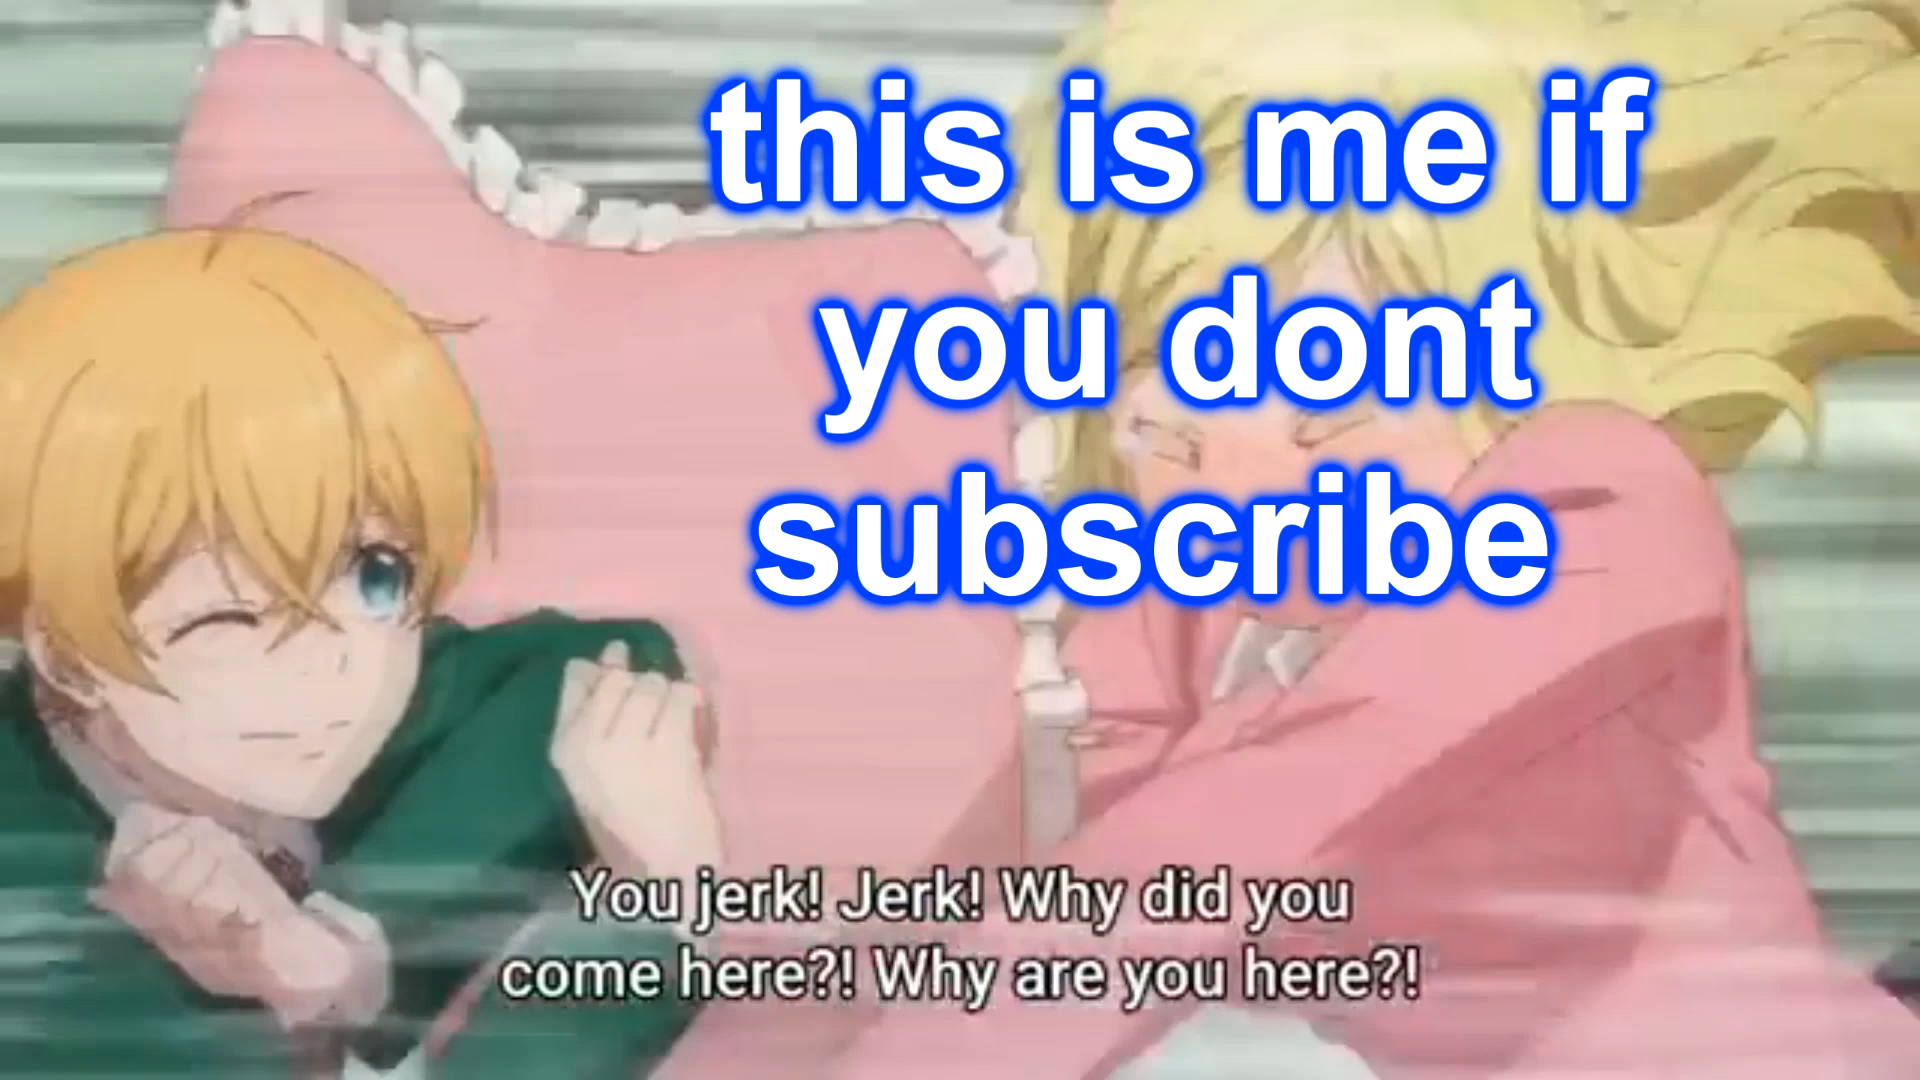 this is me if
you dont
subscribe
You jerk! Jerk! Why did you
come here?! Why are you here?!